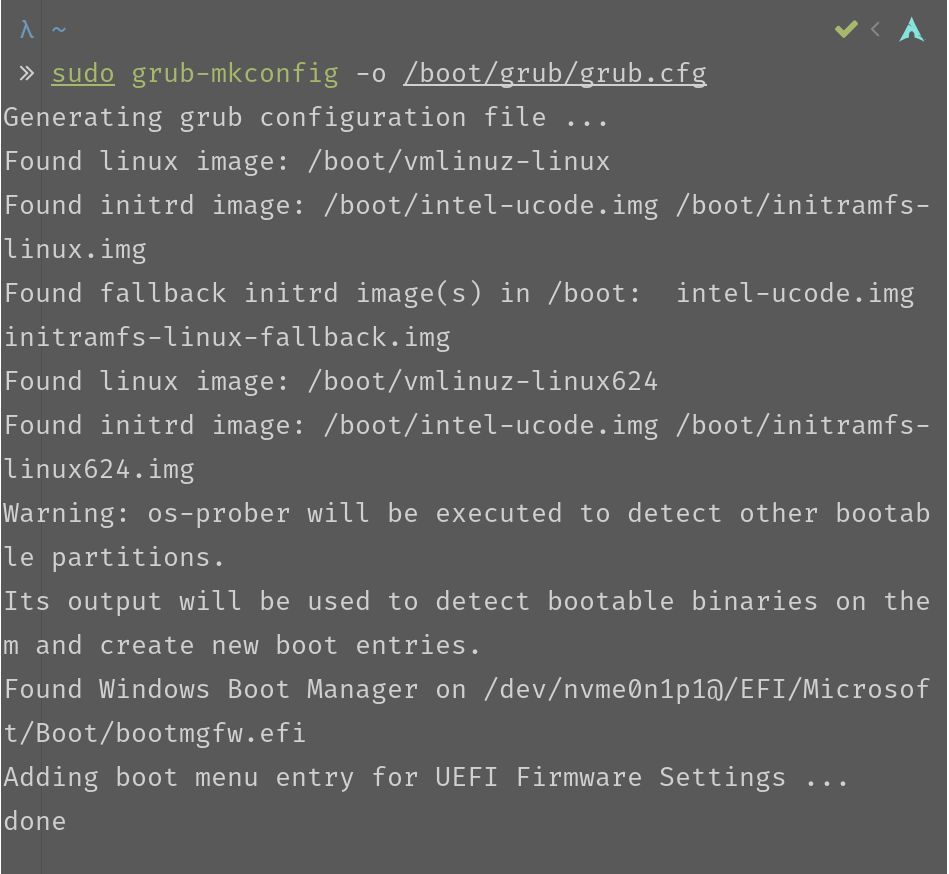 λ ~
» sudo grub-mkconfig -o /boot/grub/grub.cfg
Generating grub configuration file ...
Found linux image: /boot/vmlinuz-linux
Found initrd image: /boot/intel-ucode.img /boot/initramfs-
linux.img
Found fallback initrd image(s) in /boot:  intel-ucode.img
initramfs-linux-fallback.img
Found linux image: /boot/vmlinuz-linux624
Found initrd image: /boot/intel-ucode.img /boot/initramfs-
linux624.img
Warning: os-prober will be executed to detect other bootab
le partitions.
Its output will be used to detect bootable binaries on the
m and create new boot entries.
Found Windows Boot Manager on /dev/nvme0n1p1@/EFI/Microsof
t/Boot/bootmgfw.efi
Adding boot menu entry for UEFI Firmware Settings ...
done